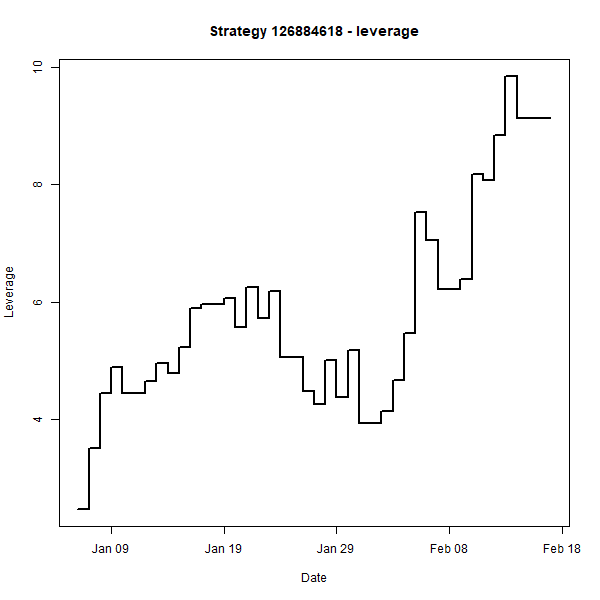 Strategy 126884618 - leverage
Leverage
10
8
6
4
Jan 09 Jan 19 Jan 29 Feb 08 Feb 18
Date